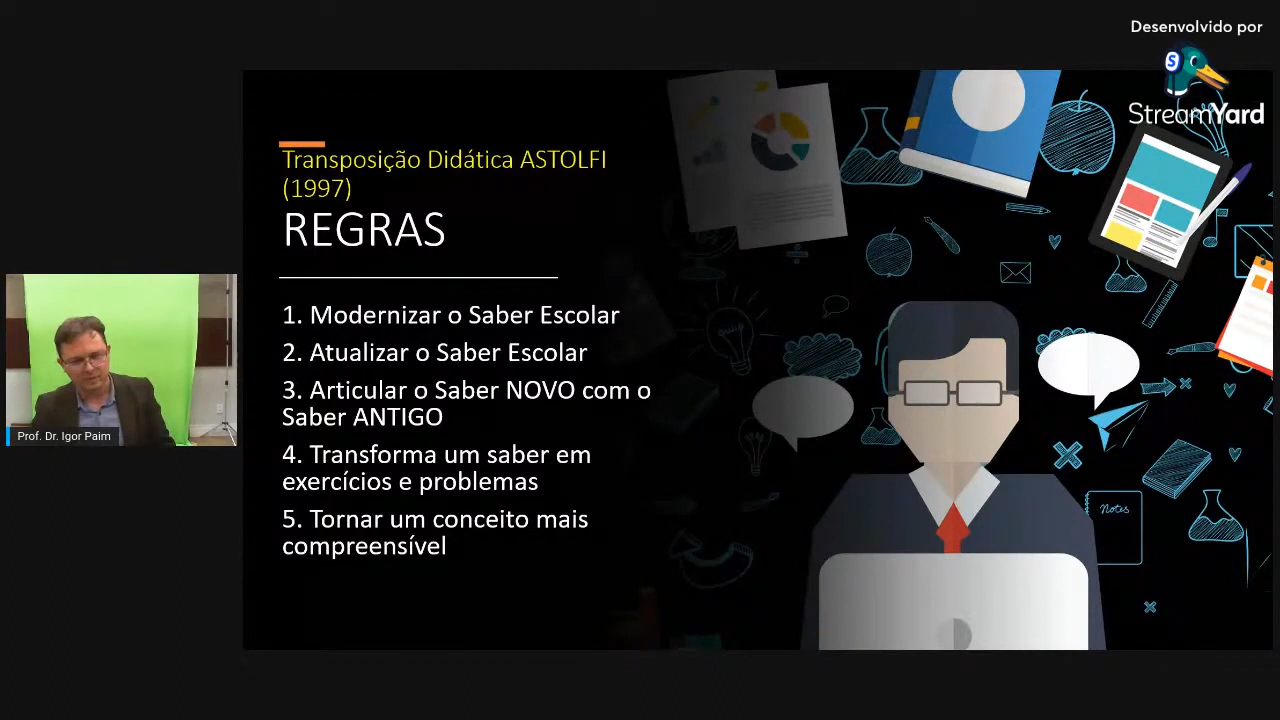 Desenvolvido por
StreamYard
Transposição Didática ASTOLFI
(1997)
REGRAS
1. Modernizar o Saber Escolar
2. Atualizar o Saber Escolar
3. Articular o Saber NOVO com o
Saber ANTIGO
4. Transforma um saber em
exercícios e problemas
5. Tornar um conceito mais
compreensível
Prof. Dr. Igor Paim
Notes